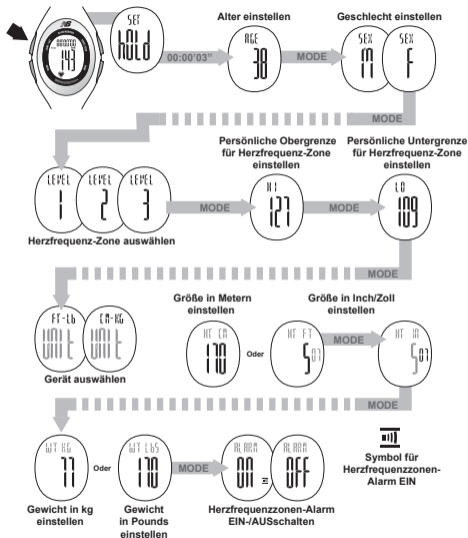 Alter einstellen
Geschlecht einstellen
NB
143
SET
hOLd
00:00'03"
AGE
38
MODE
SEX
M
SEX
F
MODE
Persönliche Obergrenze
für Herzfrequenz-Zone
einstellen
Persönliche Untergrenze
für Herzfrequenz-Zone
einstellen
LEVEL
1
LEVEL
2
LEVEL
3
MODE
HI
127
MODE
LO
109
Herzfrequenz-Zone auswählen
MODE
FT-Lb
UNIt
CM-KG
UNIt
Gerät auswählen
Größe in Metern
einstellen
Größe in Inch/Zoll
einstellen
HT CM
170
Oder
HT FT
5 07
MODE
HT IN
5 07
MODE
WT KG
77
Oder
WT LbS
170
MODE
ALARM
ON
ALARM
OFF
Symbol für
Herzfrequenzzonen-
Alarm EIN
Gewicht in kg
einstellen
Gewicht
in Pounds
einstellen
Herzfrequenzzonen-Alarm
EIN-/AUSschalten